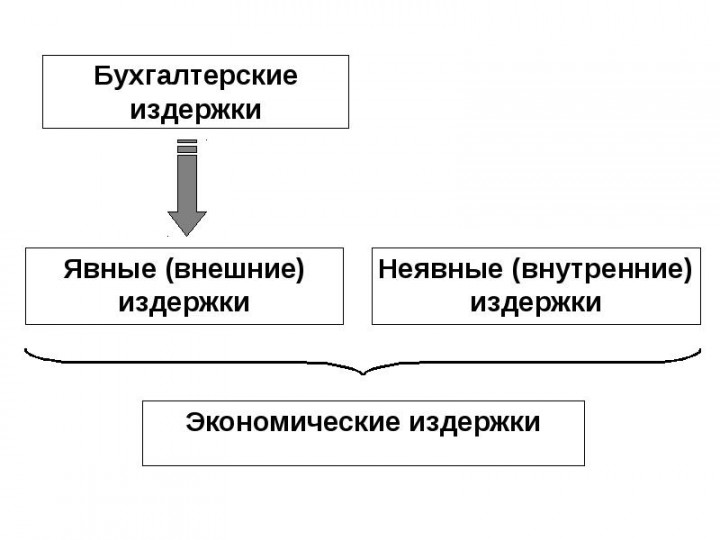 Бухгалтерские
издержки
Явные (внешние)
издержки
Неявные (внутренние)
издержки
Экономические издержки